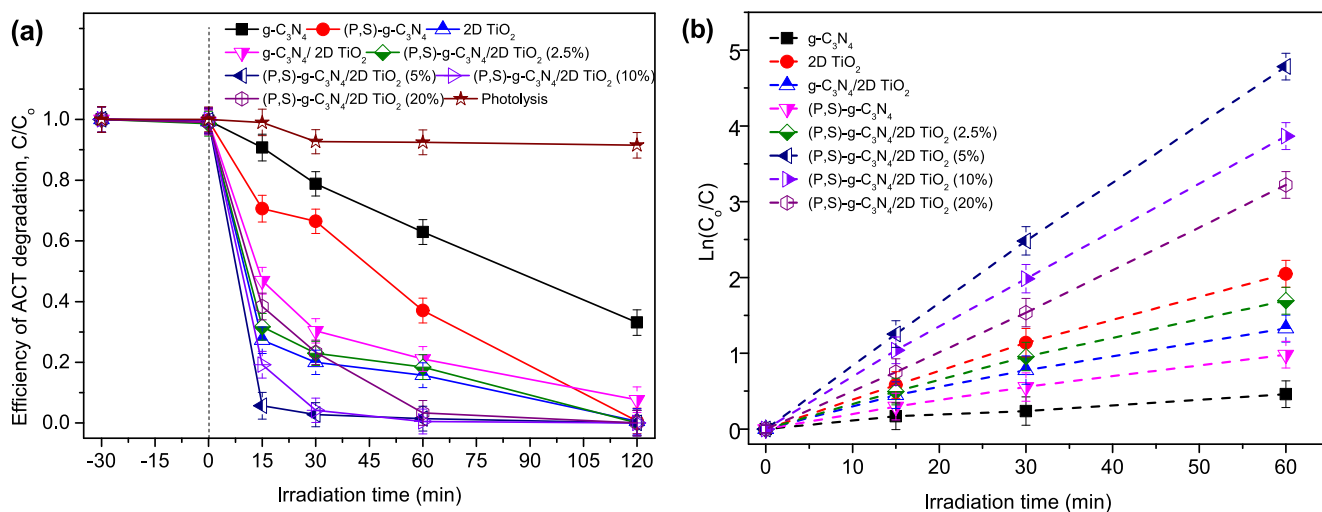 (a)
g-C₃N₄ (P,S)-g-C₃N₄ 2D TiO₂
g-C₃N₄/ 2D TiO₂ (P,S)-g-C₃N₄/2D TiO₂ (2.5%)
(P,S)-g-C₃N₄/2D TiO₂ (5%) (P,S)-g-C₃N₄/2D TiO₂ (10%)
(P,S)-g-C₃N₄/2D TiO₂ (20%) Photolysis
Efficiency of ACT degradation, C/Cₒ
1.0
0.8
0.6
0.4
0.2
0.0
-30 -15 0 15 30 45 60 75 90 105 120
Irradiation time (min)
(b)
g-C₃N₄
2D TiO₂
g-C₃N₄/2D TiO₂
(P,S)-g-C₃N₄
(P,S)-g-C₃N₄/2D TiO₂ (2.5%)
(P,S)-g-C₃N₄/2D TiO₂ (5%)
(P,S)-g-C₃N₄/2D TiO₂ (10%)
(P,S)-g-C₃N₄/2D TiO₂ (20%)
Ln(Cₒ/C)
5
4
3
2
1
0
0 10 20 30 40 50 60
Irradiation time (min)